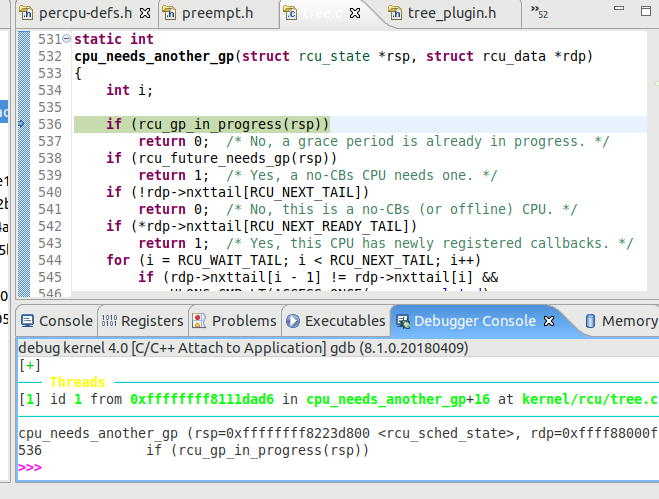 percpu-defs.h preempt.h tree.c tree_plugin.h »52
531 static int
532 cpu_needs_another_gp(struct rcu_state *rsp, struct rcu_data *rdp)
533 {
534 int i;
535
536 if (rcu_gp_in_progress(rsp))
537 return 0; /* No, a grace period is already in progress. */
538 if (rcu_future_needs_gp(rsp))
539 return 1; /* Yes, a no-CBs CPU needs one. */
540 if (!rdp->nxttail[RCU_NEXT_TAIL])
541 return 0; /* No, this is a no-CBs (or offline) CPU. */
542 if (*rdp->nxttail[RCU_NEXT_READY_TAIL])
543 return 1; /* Yes, this CPU has newly registered callbacks. */
544 for (i = RCU_WAIT_TAIL; i < RCU_NEXT_TAIL; i++)
545 if (rdp->nxttail[i - 1] != rdp->nxttail[i] &&
546
Console Registers Problems Executables Debugger Console Memory
debug kernel 4.0 [C/C++ Attach to Application] gdb (8.1.0.20180409)
[+]
Threads
[1] id 1 from 0xffffffff8111dad6 in cpu_needs_another_gp+16 at kernel/rcu/tree.c
cpu_needs_another_gp (rsp=0xffffffff8223d800 <rcu_sched_state>, rdp=0xffff88000f
536 if (rcu_gp_in_progress(rsp))
>>>